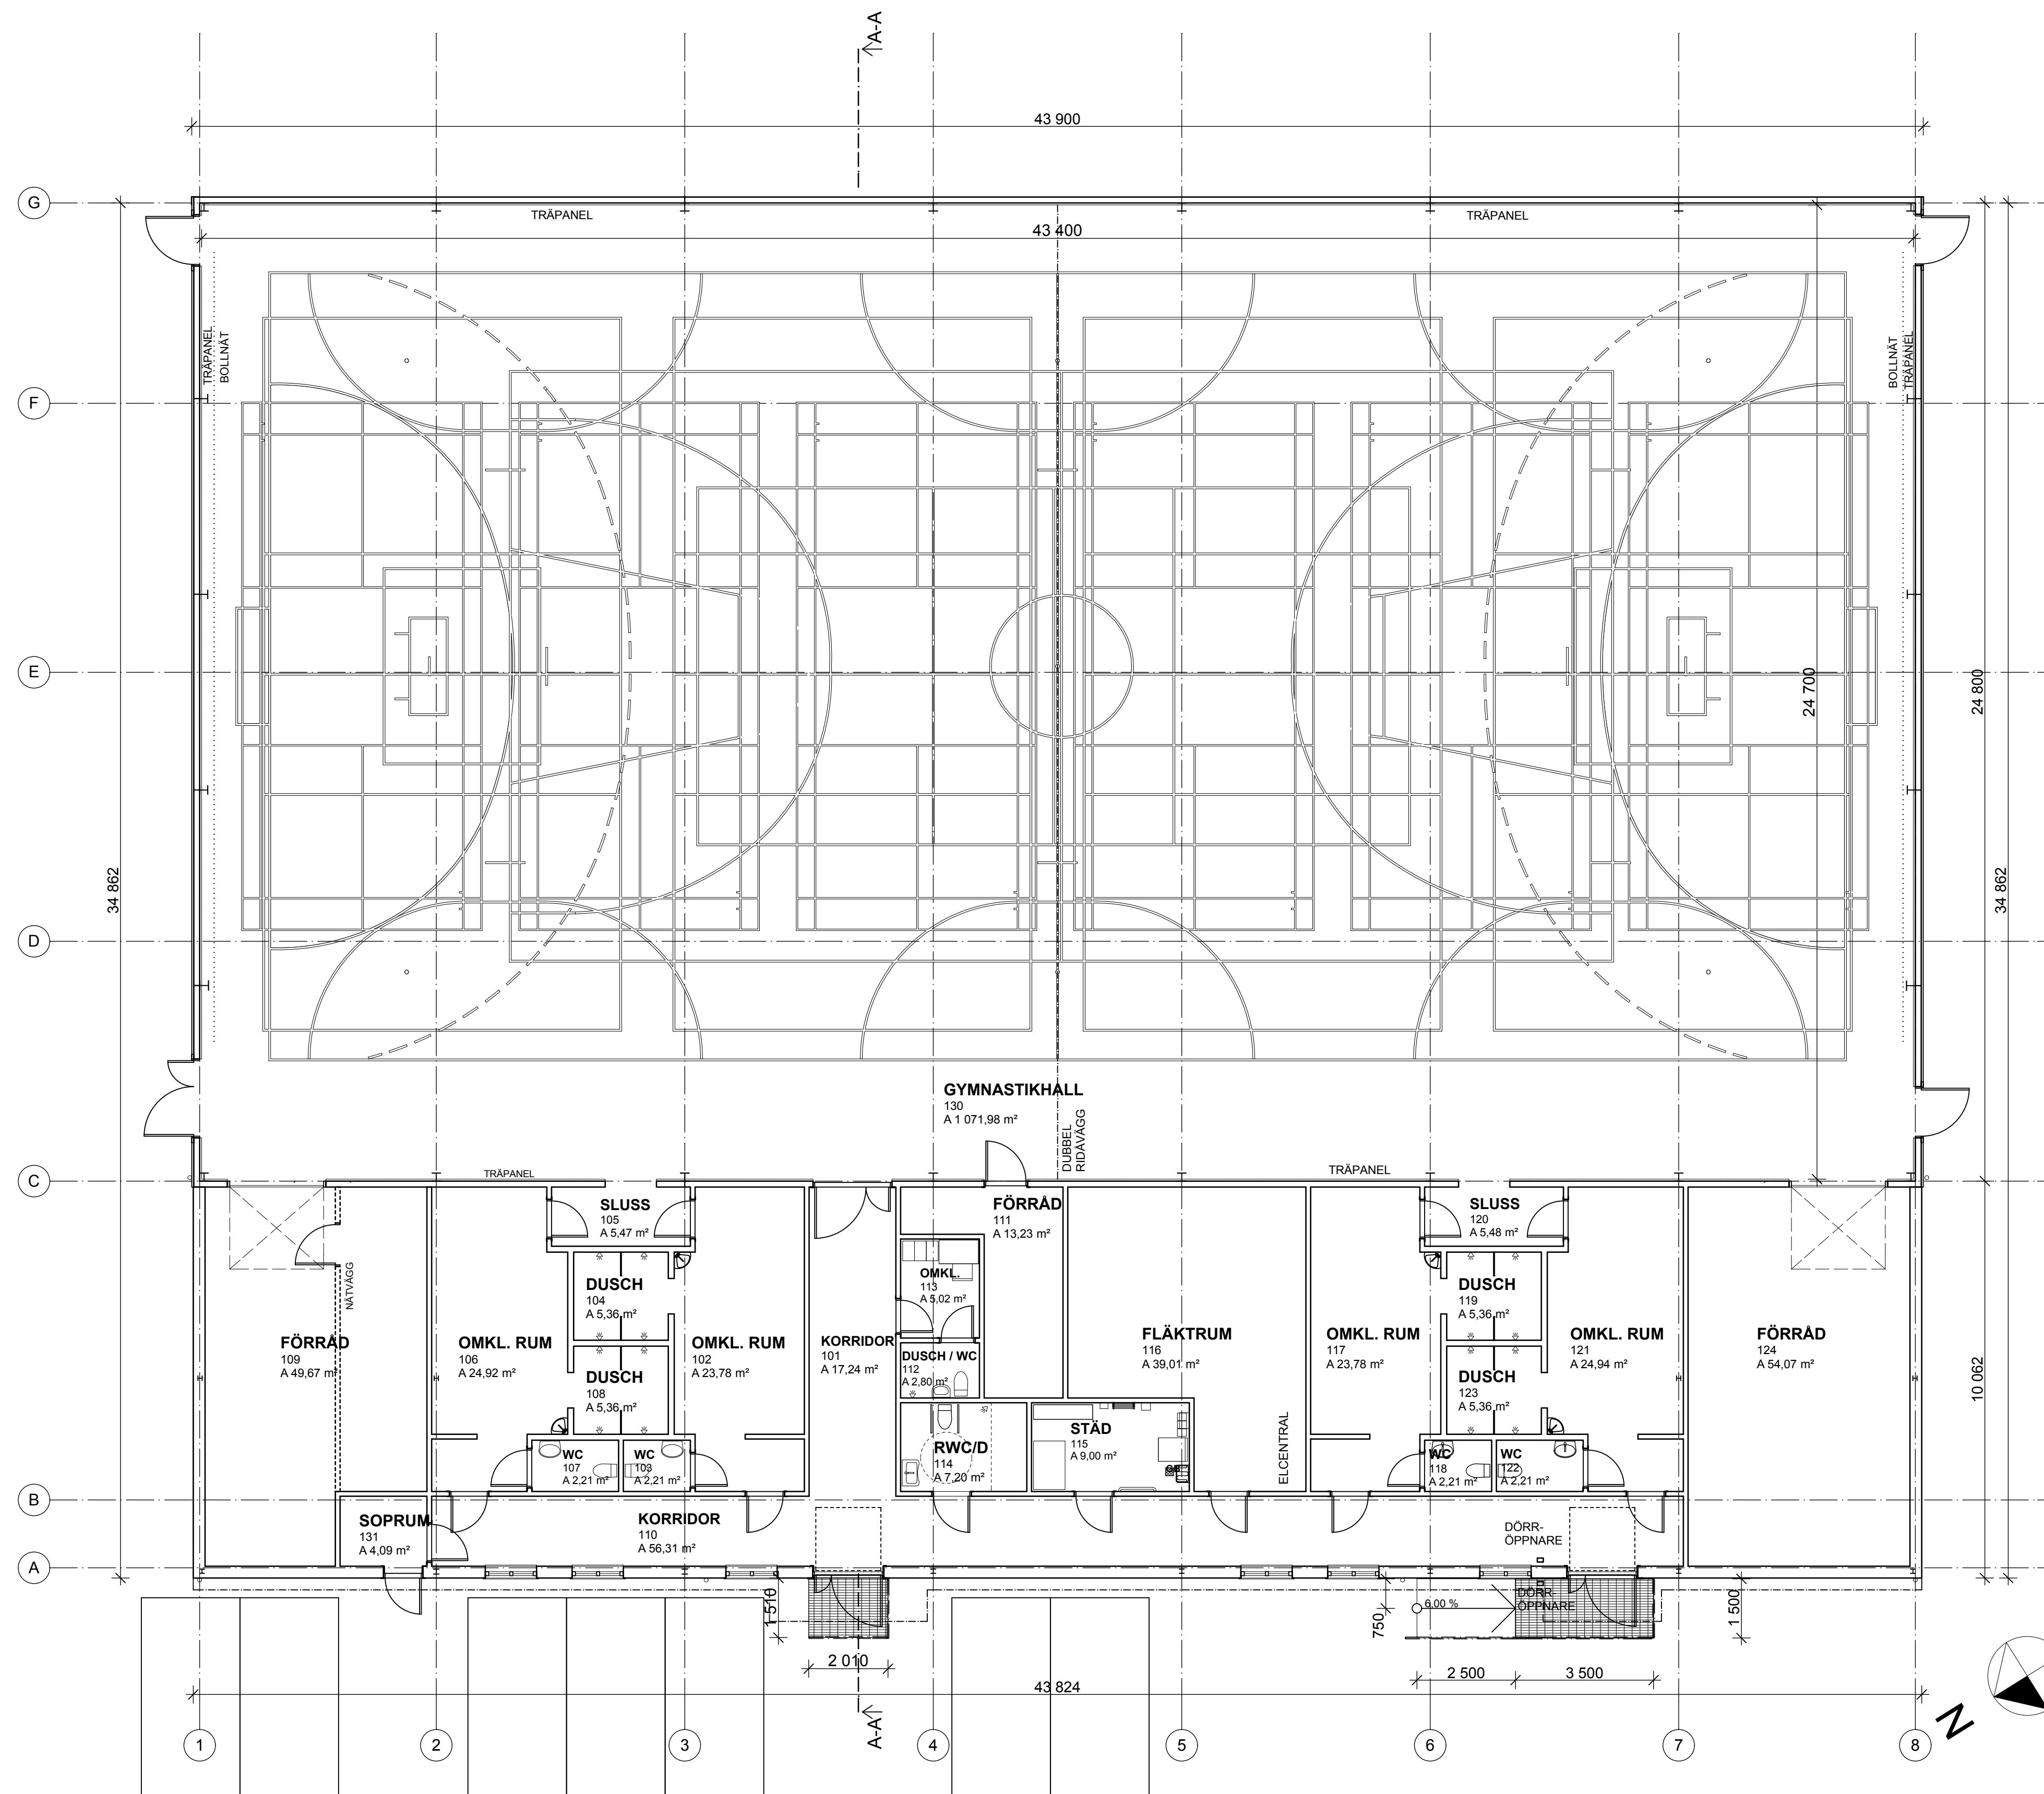 A-A
43 900
G
TRÄPANEL
TRÄPANEL
43 400
TRÄPANEL
BOLLNÄT
BOLLNÄT
TRÄPANEL
F
E
24 700
24 800
34 862
34 862
D
GYMNASTIKHALL
130
A 1 071,98 m²
DUBBEL
RIDÅVÄGG
C
TRÄPANEL
TRÄPANEL
SLUSS
105
A 5,47 m²
FÖRRÅD
111
A 13,23 m²
SLUSS
120
A 5,48 m²
NÄTVÄGG
DUSCH
104
A 5,36 m²
OMKL.
113
A 5,02 m²
DUSCH
119
A 5,36 m²
FÖRRÅD
109
A 49,67 m²
OMKL. RUM
106
A 24,92 m²
OMKL. RUM
102
A 23,78 m²
KORRIDOR
101
A 17,24 m²
DUSCH / WC
112
A 2,80 m²
FLÄKTRUM
116
A 39,01 m²
OMKL. RUM
117
A 23,78 m²
OMKL. RUM
121
A 24,94 m²
FÖRRÅD
124
A 54,07 m²
DUSCH
108
A 5,36 m²
DUSCH
123
A 5,36 m²
10 062
WC
107
A 2,21 m²
WC
103
A 2,21 m²
RWC/D
114
A 7,20 m²
STÄD
115
A 9,00 m²
ELCENTRAL
WC
118
A 2,21 m²
WC
122
A 2,21 m²
B
SOPRUM
131
A 4,09 m²
KORRIDOR
110
A 56,31 m²
DÖRR-
ÖPPNARE
A
DÖRR-
ÖPPNARE
6,00 %
1 510
750
1 500
2 010
2 500
3 500
43 824
A-A
N
1
2
3
4
5
6
7
8